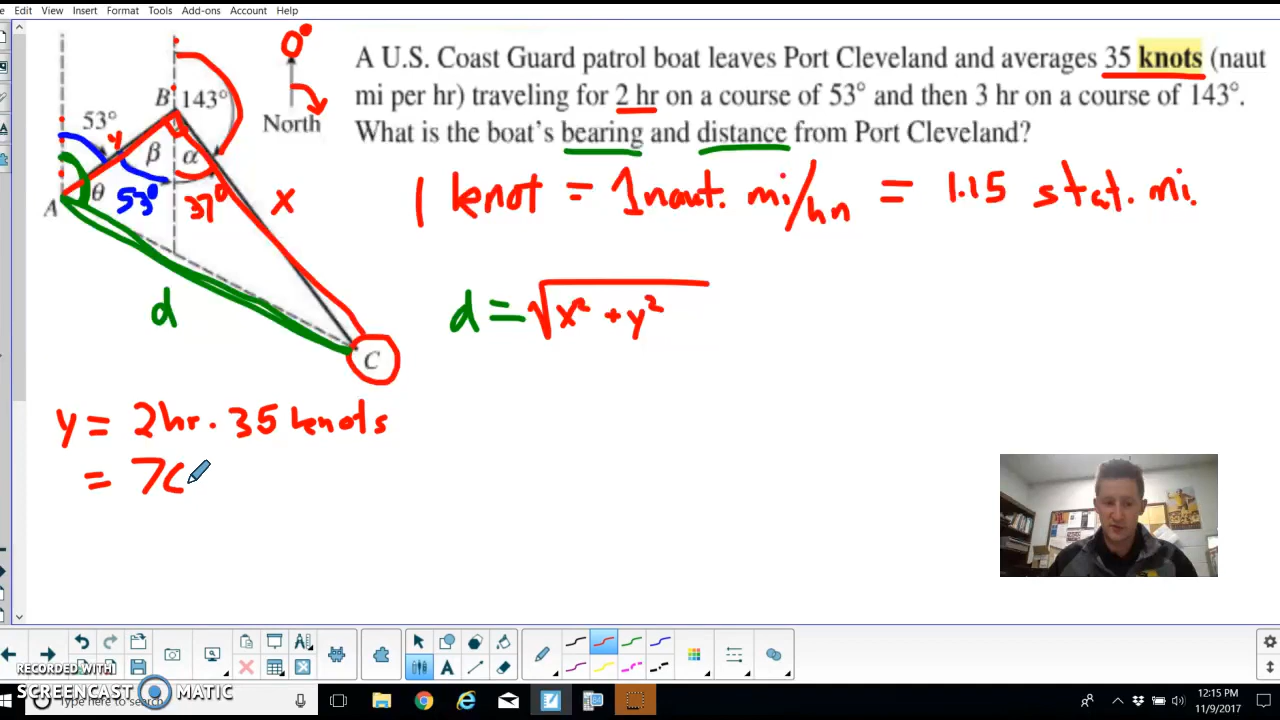 Edit View Insert Format Tools Add-ons Account Help
A U.S. Coast Guard patrol boat leaves Port Cleveland and averages 35 knots (naut
mi per hr) traveling for 2 hr on a course of 53° and then 3 hr on a course of 143°.
What is the boat's bearing and distance from Port Cleveland?
0°
North
B 143°
53°
y
β α
A θ 53° 37° x
d
C
1 knot = 1 naut. mi/hr = 1.15 stat. mi.
d = √x² + y²
y = 2hr · 35 knots
= 70
RECORDED WITH
SCREENCAST MATIC
Type here to search
12:15 PM
11/9/2017